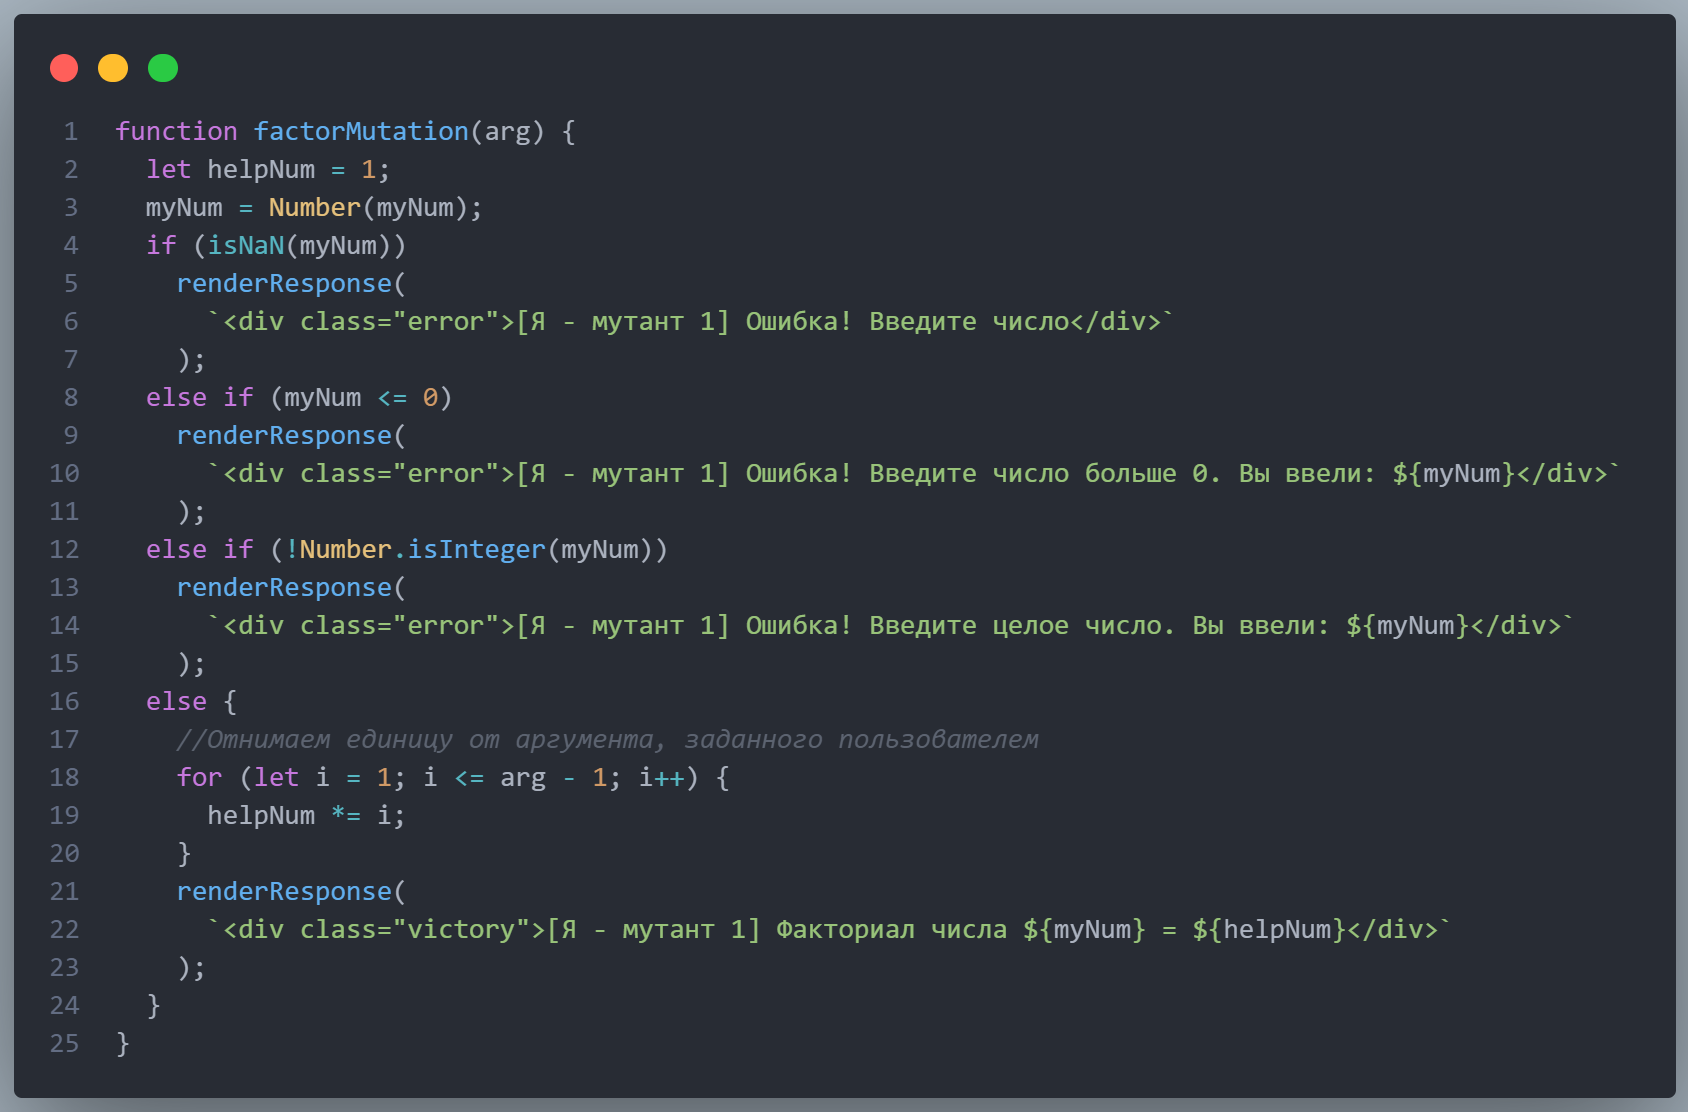 1 function factorMutation(arg) {
2   let helpNum = 1;
3   myNum = Number(myNum);
4   if (isNaN(myNum))
5     renderResponse(
6       `<div class="error">[Я - мутант 1] Ошибка! Введите число</div>`
7     );
8   else if (myNum <= 0)
9     renderResponse(
10       `<div class="error">[Я - мутант 1] Ошибка! Введите число больше 0. Вы ввели: ${myNum}</div>`
11     );
12   else if (!Number.isInteger(myNum))
13     renderResponse(
14       `<div class="error">[Я - мутант 1] Ошибка! Введите целое число. Вы ввели: ${myNum}</div>`
15     );
16   else {
17     //Отнимаем единицу от аргумента, заданного пользователем
18     for (let i = 1; i <= arg - 1; i++) {
19       helpNum *= i;
20     }
21     renderResponse(
22       `<div class="victory">[Я - мутант 1] Факториал числа ${myNum} = ${helpNum}</div>`
23     );
24   }
25 }